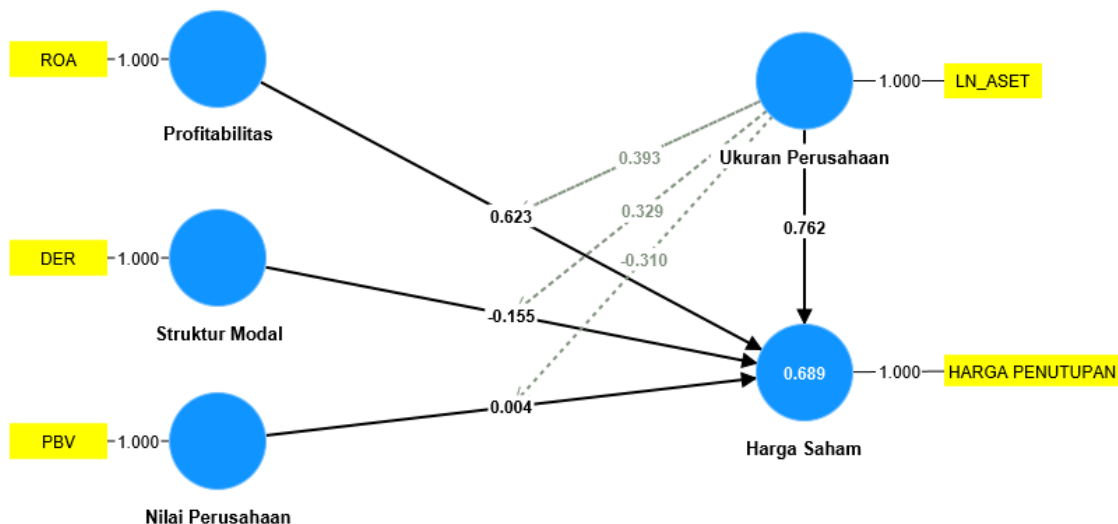 ROA
1.000
Profitabilitas
1.000
LN_ASET
Ukuran Perusahaan
0.393
0.623
0.329
0.762
-0.310
DER
1.000
Struktur Modal
-0.155
0.689
1.000
HARGA PENUTUPAN
Harga Saham
0.004
PBV
1.000
Nilai Perusahaan